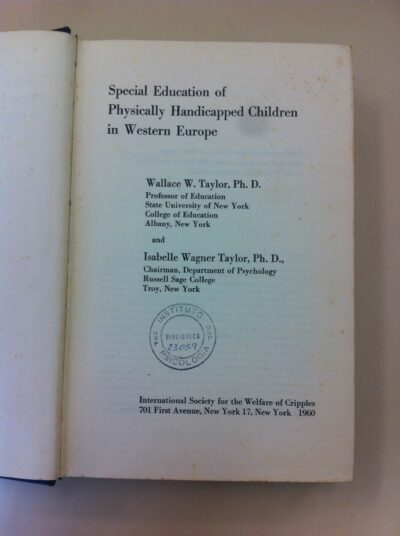 Special Education of
Physically Handicapped Children
in Western Europe
Wallace W. Taylor, Ph. D.
Professor of Education
State University of New York
College of Education
Albany, New York
and
Isabelle Wagner Taylor, Ph. D.,
Chairman, Department of Psychology
Russell Sage College
Troy, New York
INSTITUTO
BIBLIOTECA
23059
PSICOLOGIA
International Society for the Welfare of Cripples
701 First Avenue, New York 17, New York 1960